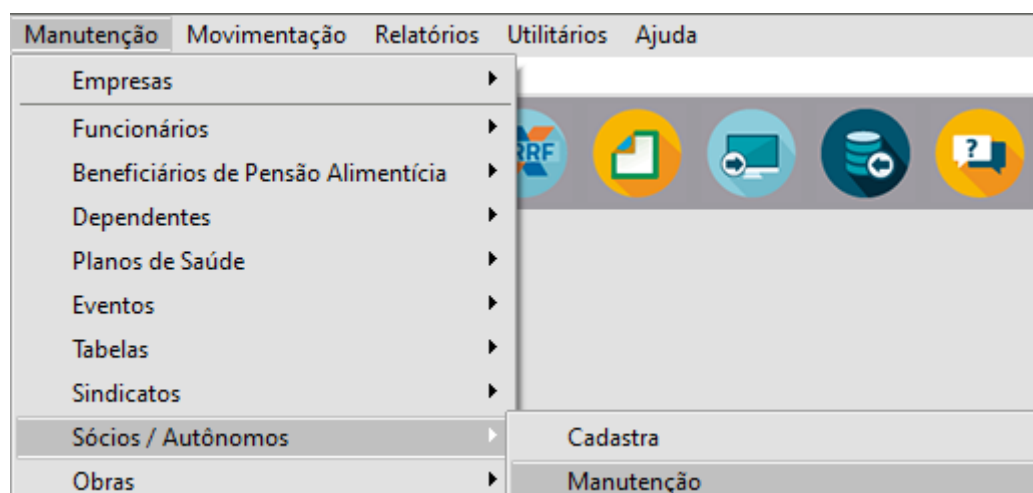 Manutenção Movimentação Relatórios Utilitários Ajuda
Empresas
Funcionários
RRF
?
Beneficiários de Pensão Alimentícia
Dependentes
Planos de Saúde
Eventos
Tabelas
Sindicatos
Sócios / Autônomos
Cadastra
Obras
Manutenção